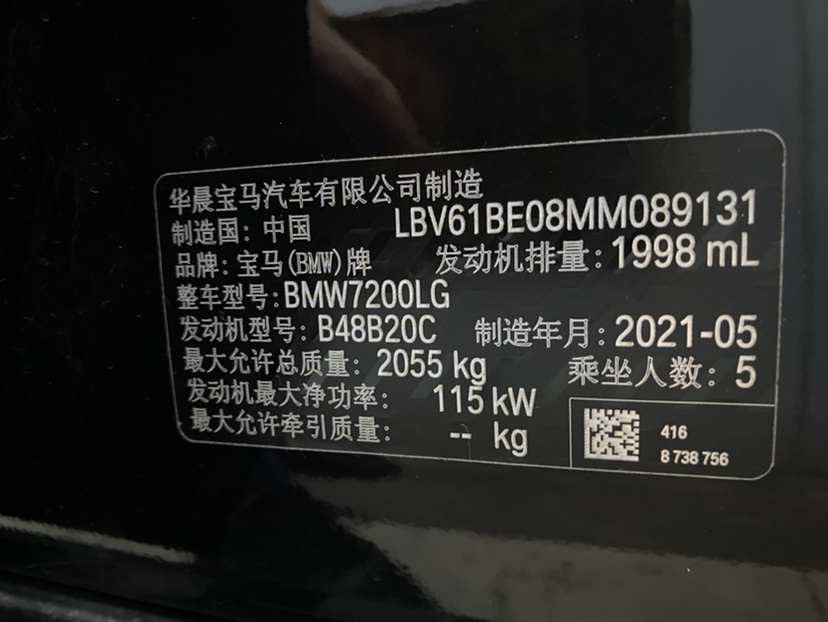 华晨宝马汽车有限公司制造
制造国: 中国 LBV61BE08MM089131
品牌: 宝马(BMW)牌 发动机排量: 1998 mL
整车型号: BMW7200LG
发动机型号: B48B20C 制造年月: 2021-05
最大允许总质量: 2055 kg 乘坐人数: 5
发动机最大净功率: 115 kW
最大允许牵引质量: -- kg
416
8 738 756